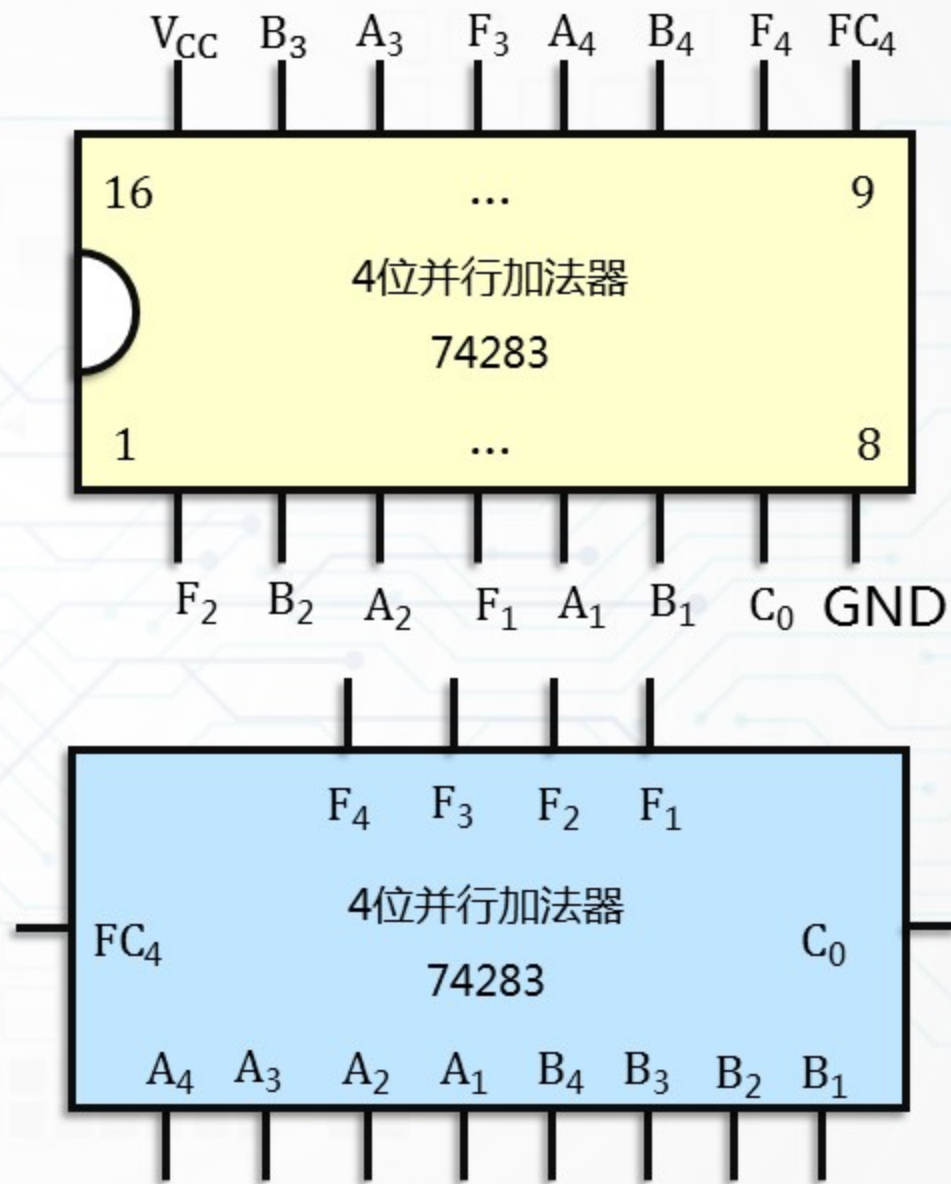 V_CC B₃ A₃ F₃ A₄ B₄ F₄ FC₄
16 ... 9
4位并行加法器
74283
1 ... 8
F₂ B₂ A₂ F₁ A₁ B₁ C₀ GND
F₄ F₃ F₂ F₁
4位并行加法器
FC₄ C₀
74283
A₄ A₃ A₂ A₁ B₄ B₃ B₂ B₁